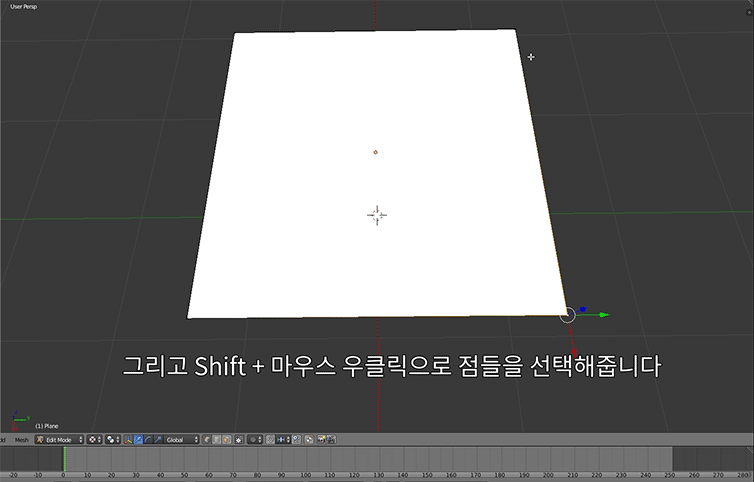 User Persp
그리고 Shift + 마우스 우클릭으로 점들을 선택해줍니다
(1) Plane
dd Mesh Edit Mode Global
-20 -10 0 10 20 30 40 50 60 70 80 90 100 110 120 130 140 150 160 170 180 190 200 210 220 230 240 250 260 270 280